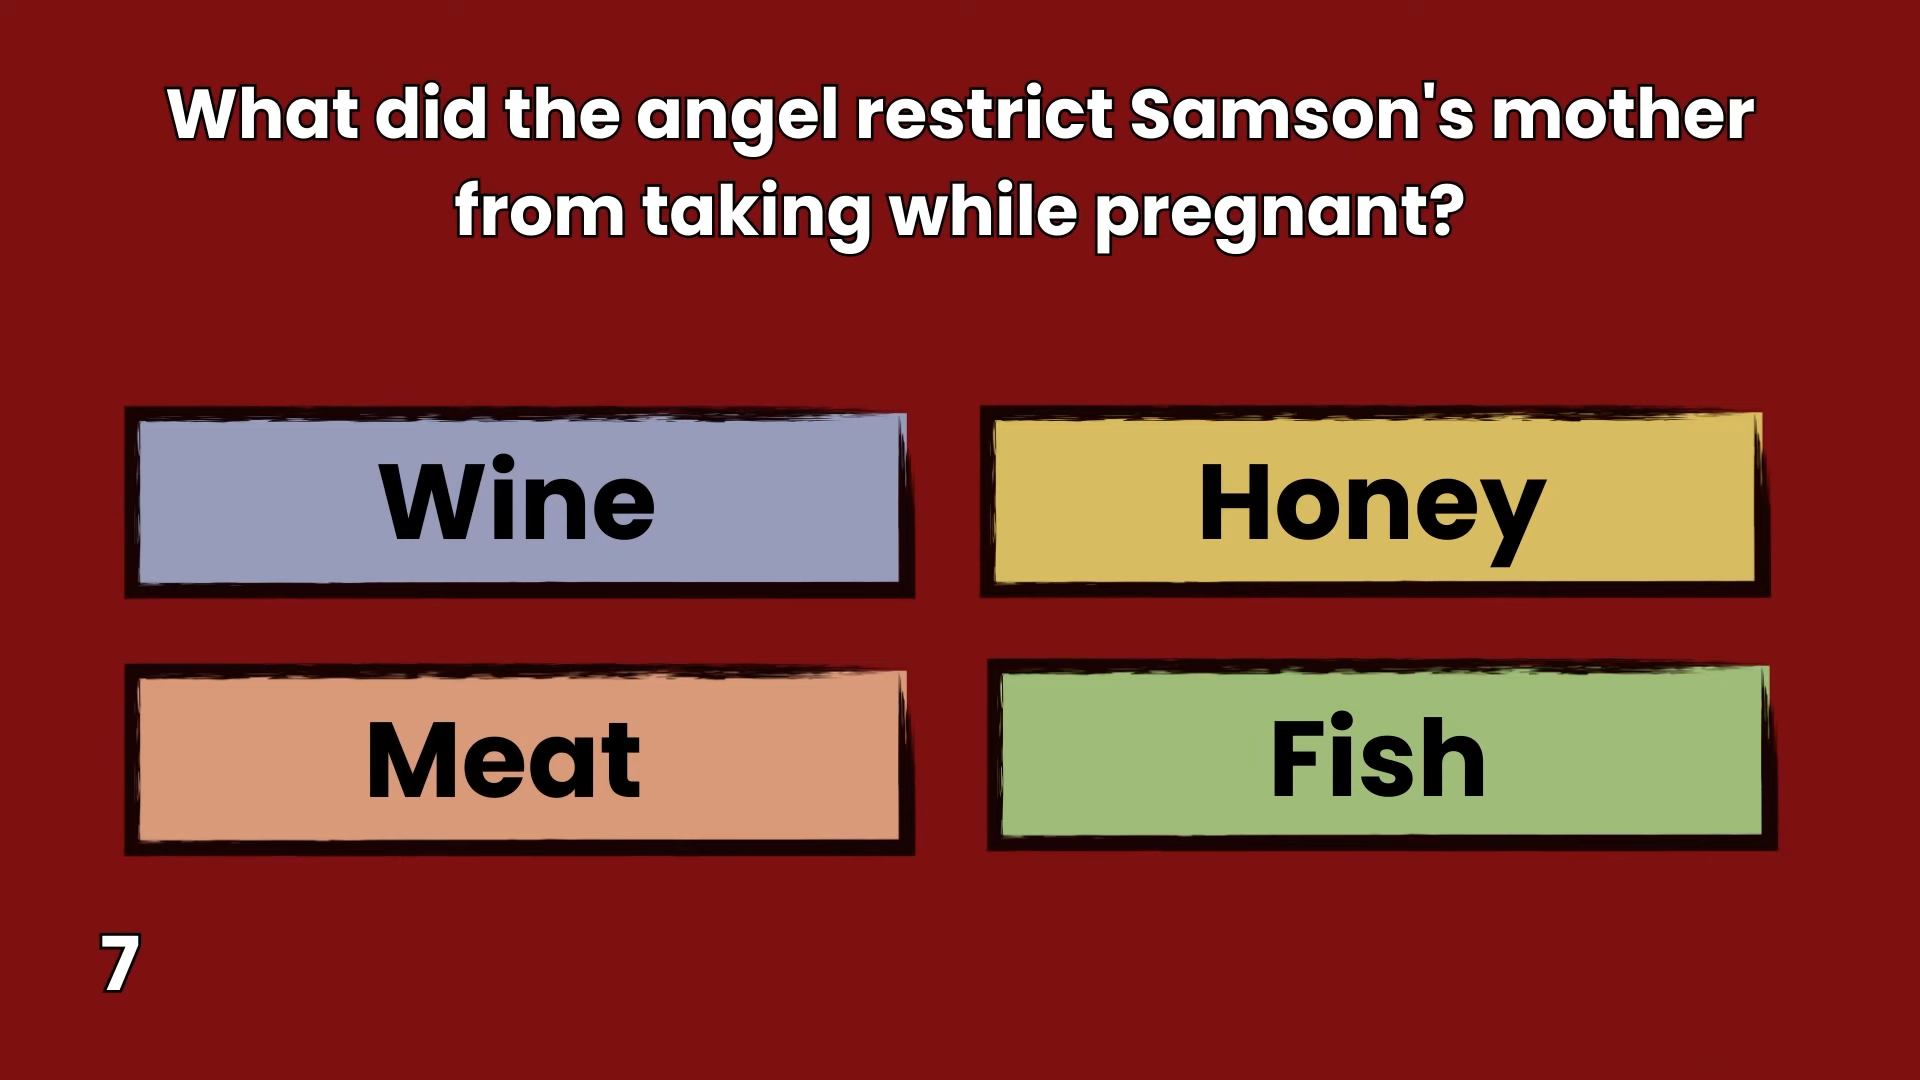 What did the angel restrict Samson's mother
from taking while pregnant?
Wine
Honey
Meat
Fish
7